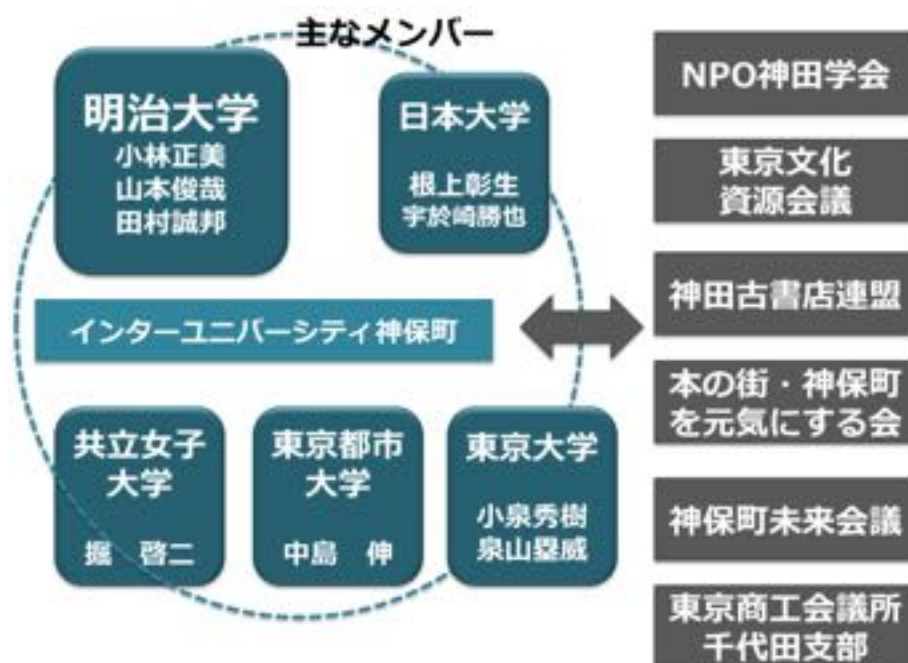 主なメンバー
明治大学
小林正美
山本俊哉
田村誠邦
日本大学
根上彰生
宇於崎勝也
インターユニバーシティ神保町
共立女子
大学
堀　啓二
東京都市
大学
中島　伸
東京大学
小泉秀樹
泉山塁威
NPO神田学会
東京文化
資源会議
神田古書店連盟
本の街・神保町
を元気にする会
神保町未来会議
東京商工会議所
千代田支部